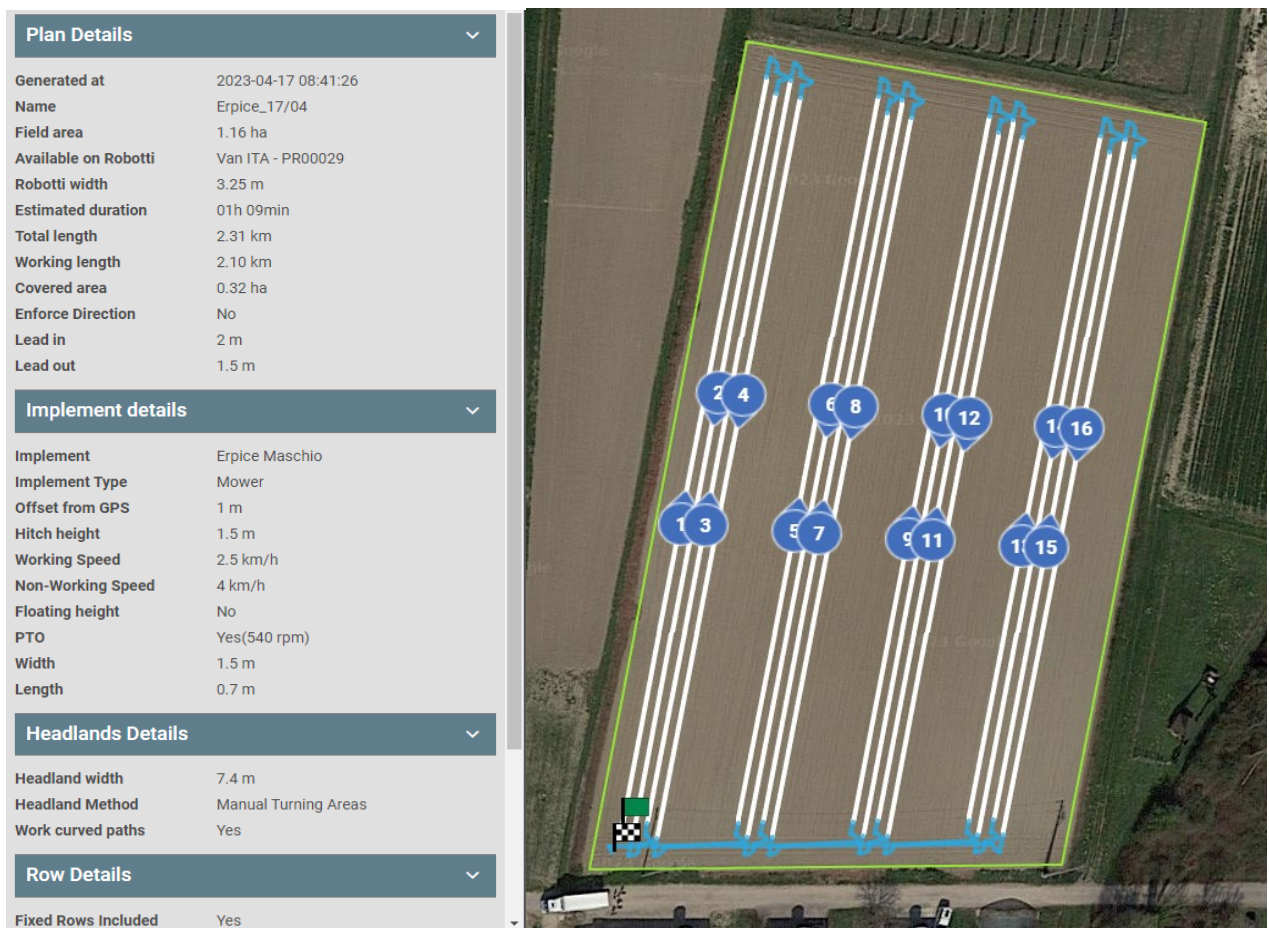 Plan Details
Generated at 2023-04-17 08:41:26
Name Erpice_17/04
Field area 1.16 ha
Available on Robotti Van ITA - PR00029
Robotti width 3.25 m
Estimated duration 01h 09min
Total length 2.31 km
Working length 2.10 km
Covered area 0.32 ha
Enforce Direction No
Lead in 2 m
Lead out 1.5 m
Implement details
Implement Erpice Maschio
Implement Type Mower
Offset from GPS 1 m
Hitch height 1.5 m
Working Speed 2.5 km/h
Non-Working Speed 4 km/h
Floating height No
PTO Yes(540 rpm)
Width 1.5 m
Length 0.7 m
Headlands Details
Headland width 7.4 m
Headland Method Manual Turning Areas
Work curved paths Yes
Row Details
Fixed Rows Included Yes
2 4 6 8 12 16
1 3 5 7 9 11 15